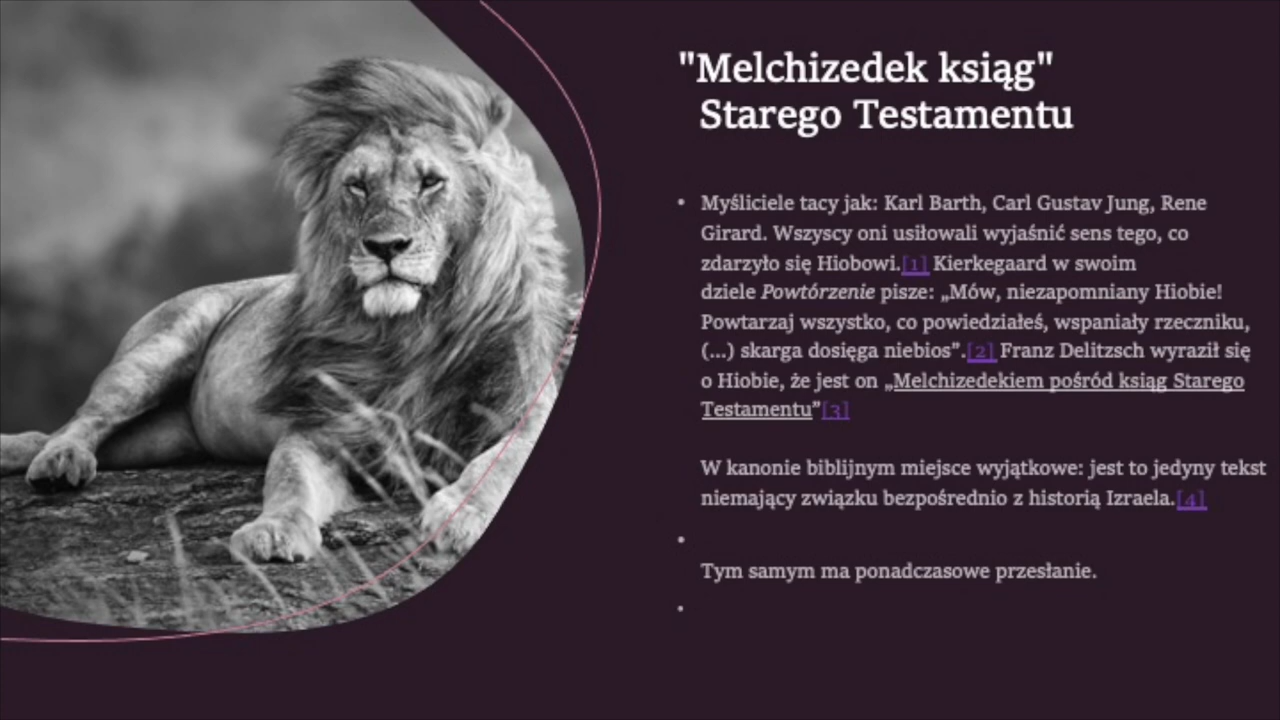 "Melchizedek ksiąg"
Starego Testamentu
• Myśliciele tacy jak: Karl Barth, Carl Gustav Jung, Rene
Girard. Wszyscy oni usiłowali wyjaśnić sens tego, co
zdarzyło się Hiobowi.[1] Kierkegaard w swoim
dziele Powtórzenie pisze: „Mów, niezapomniany Hiobie!
Powtarzaj wszystko, co powiedziałeś, wspaniały rzeczniku,
(...) skarga dosięga niebios”.[2] Franz Delitzsch wyraził się
o Hiobie, że jest on „Melchizedekiem pośród ksiąg Starego
Testamentu”[3]
W kanonie biblijnym miejsce wyjątkowe: jest to jedyny tekst
niemający związku bezpośrednio z historią Izraela.[4]
•
Tym samym ma ponadczasowe przesłanie.
•